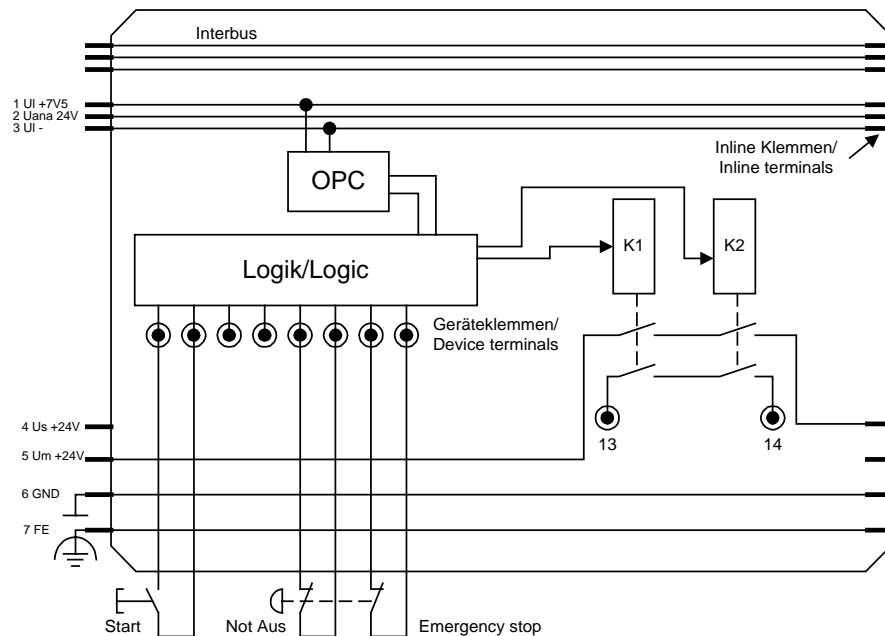 Interbus
1 UI +7V5
2 Uana 24V
3 UI -
Inline Klemmen/
Inline terminals
OPC
K1
K2
Logik/Logic
Geräteklemmen/
Device terminals
4 Us +24V
13
14
5 Um +24V
6 GND
7 FE
Start
Not Aus
Emergency stop